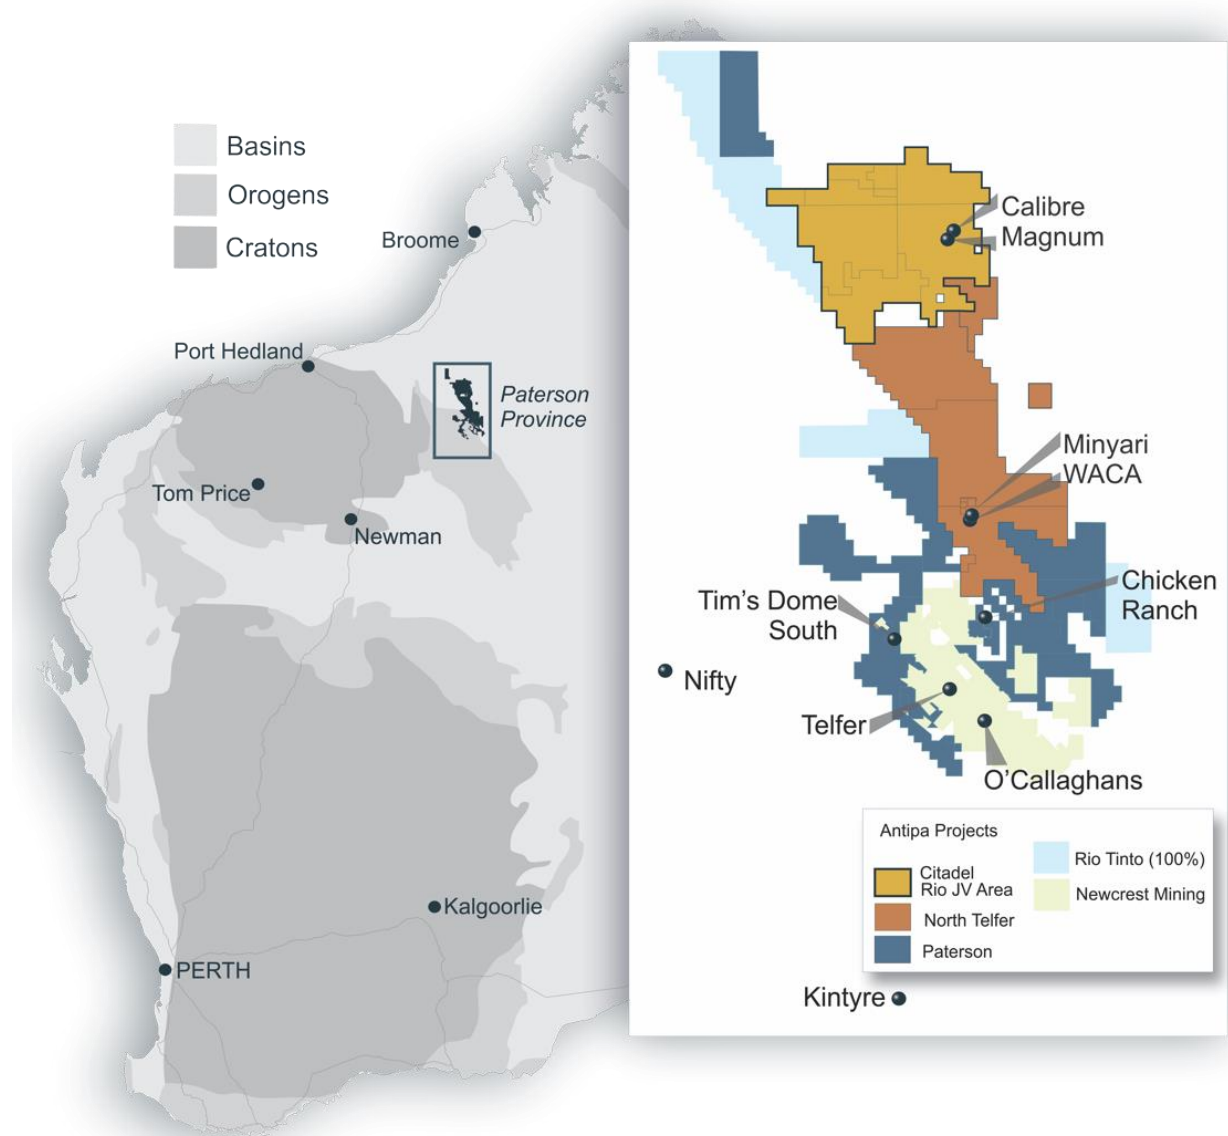 Basins
Orogens
Cratons
Broome
Port Hedland
Paterson
Province
Tom Price
Newman
Kalgoorlie
PERTH
Calibre
Magnum
Minyari
WACA
Chicken
Ranch
Tim's Dome
South
Nifty
Telfer
O'Callaghans
Antipa Projects
Citadel
Rio JV Area
North Telfer
Paterson
Rio Tinto (100%)
Newcrest Mining
Kintyre